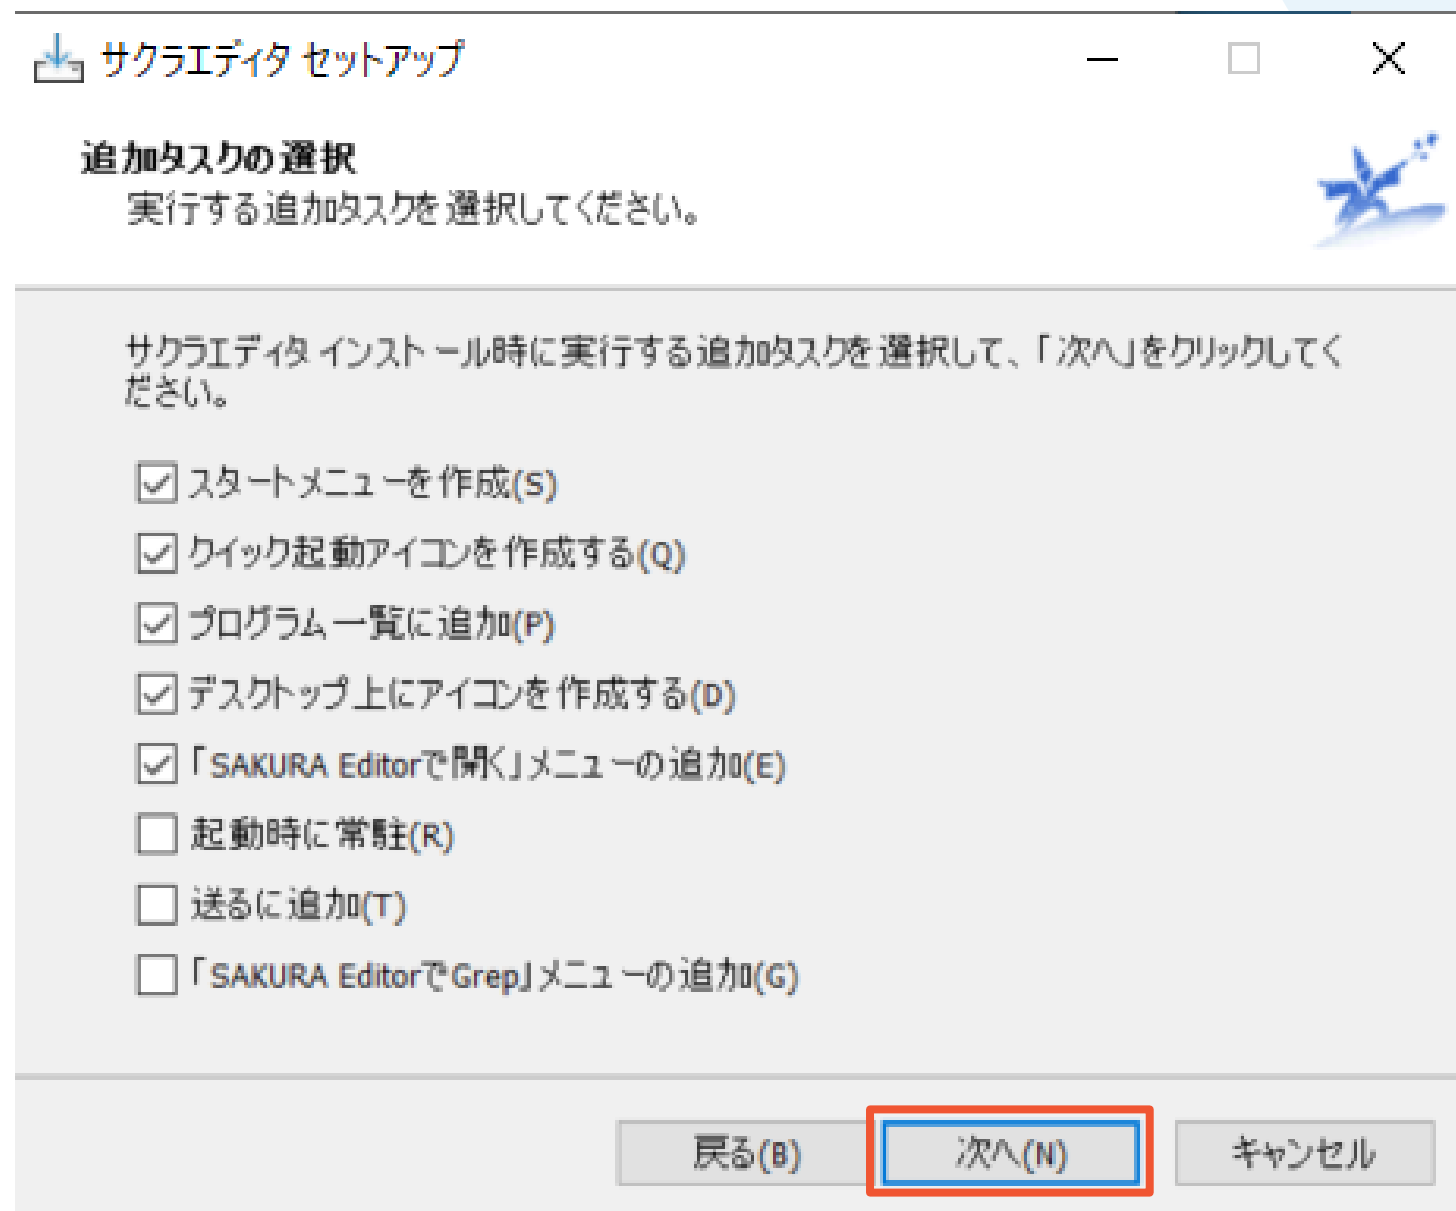 サクラエディタ セットアップ
追加タスクの選択
実行する追加タスクを選択してください。
サクラエディタ インストール時に実行する追加タスクを選択して、「次へ」をクリックしてく
ださい。
スタートメニューを作成(S)
クイック起動アイコンを作成する(Q)
プログラム一覧に追加(P)
デスクトップ上にアイコンを作成する(D)
「SAKURA Editorで開く」メニューの追加(E)
起動時に常駐(R)
送るに追加(T)
「SAKURA EditorでGrep」メニューの追加(G)
戻る(B) 次へ(N) キャンセル